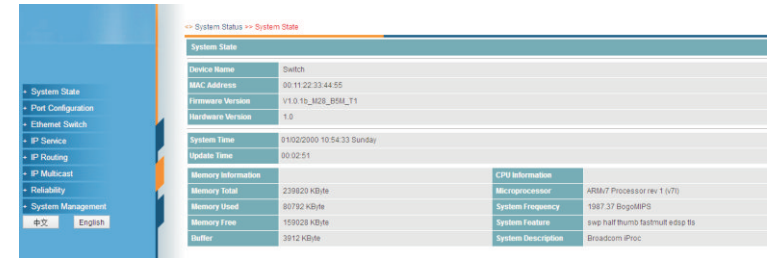 <> System Status >> System State
System State
Device Name Switch
MAC Address 00:11:22:33:44:55
Firmware Version V1.0.1b_M28_B5M_T1
Hardware Version 1.0
System Time 01/02/2000 10:54:33 Sunday
Update Time 00:02:51
Memory Information CPU Information
Memory Total 239820 KByte Microprocessor ARMv7 Processor rev 1 (v7l)
Memory Used 80792 KByte System Frequency 1987.37 BogoMIPS
Memory Free 159028 KByte System Feature swp half thumb fastmult edsp tls
Buffer 3912 KByte System Description Broadcom iProc
+ System State
+ Port Configuration
+ Ethernet Switch
+ IP Service
+ IP Routing
+ IP Multicast
+ Reliability
+ System Management
中文 English